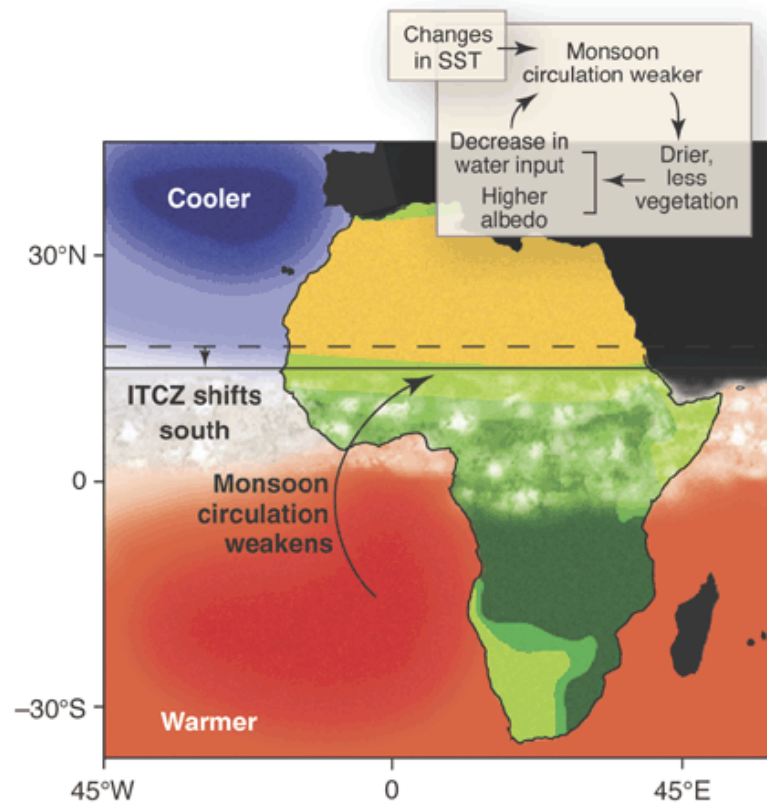 Changes
in SST
Monsoon
circulation weaker
Decrease in
water input
Higher
albedo
Drier,
less
vegetation
Cooler
30°N
ITCZ shifts
south
0
Monsoon
circulation
weakens
–30°S
Warmer
45°W
0
45°E